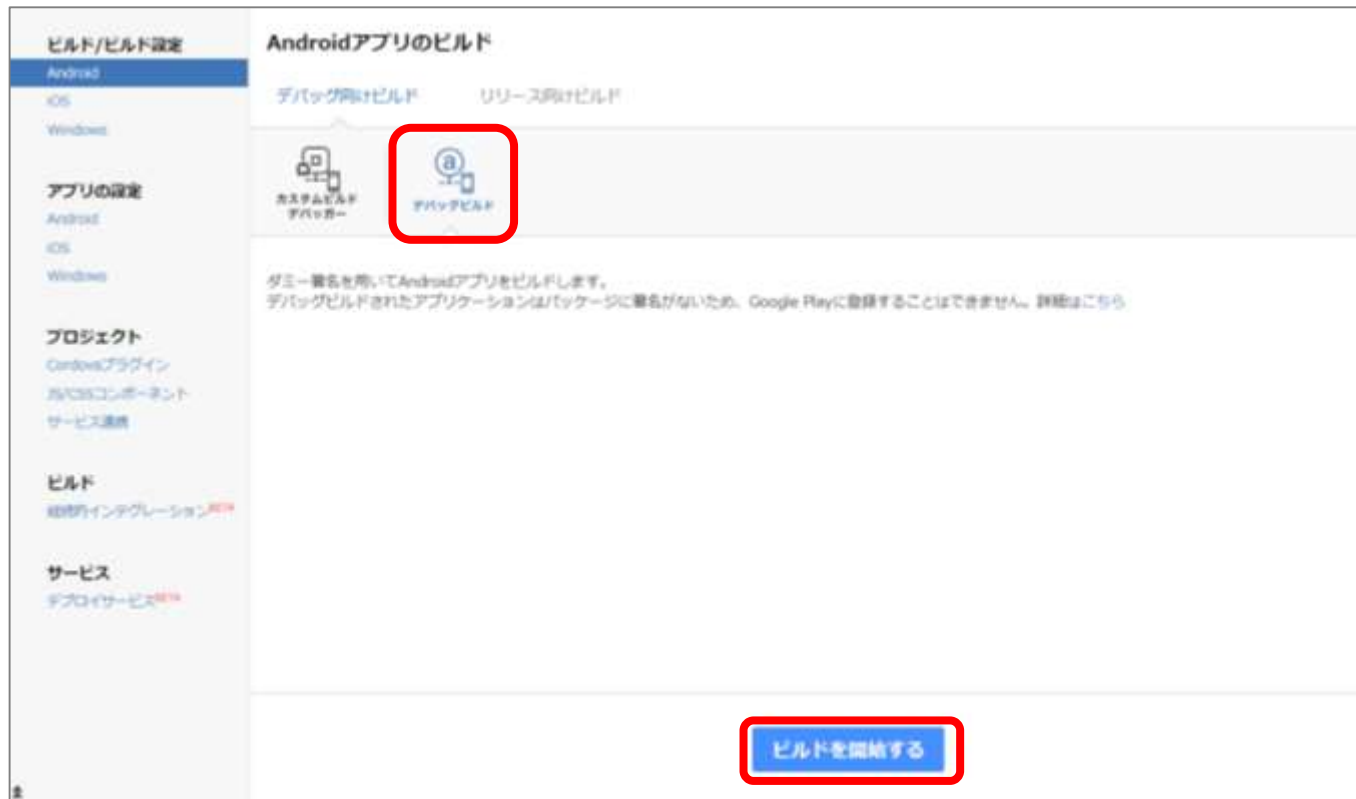 ビルド/ビルド設定
Android
iOS
Windows
アプリの設定
Android
iOS
Windows
プロジェクト
Cordovaプラグイン
JS/CSSコンポーネント
サービス連携
ビルド
継続的インテグレーションBETA
サービス
デプロイサービスBETA
Androidアプリのビルド
デバッグ向けビルド
リリース向けビルド
カスタムビルド
デバッガー
デバッグビルド
ダミー署名を用いてAndroidアプリをビルドします。
デバッグビルドされたアプリケーションはパッケージに署名がないため、Google Playに登録することはできません。詳細はこちら
ビルドを開始する